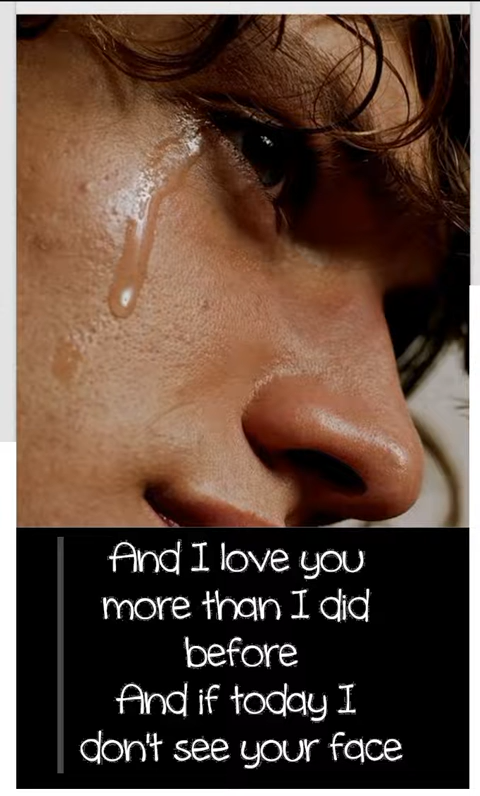 And I love you
more than I did
before
And if today I
don't see your face